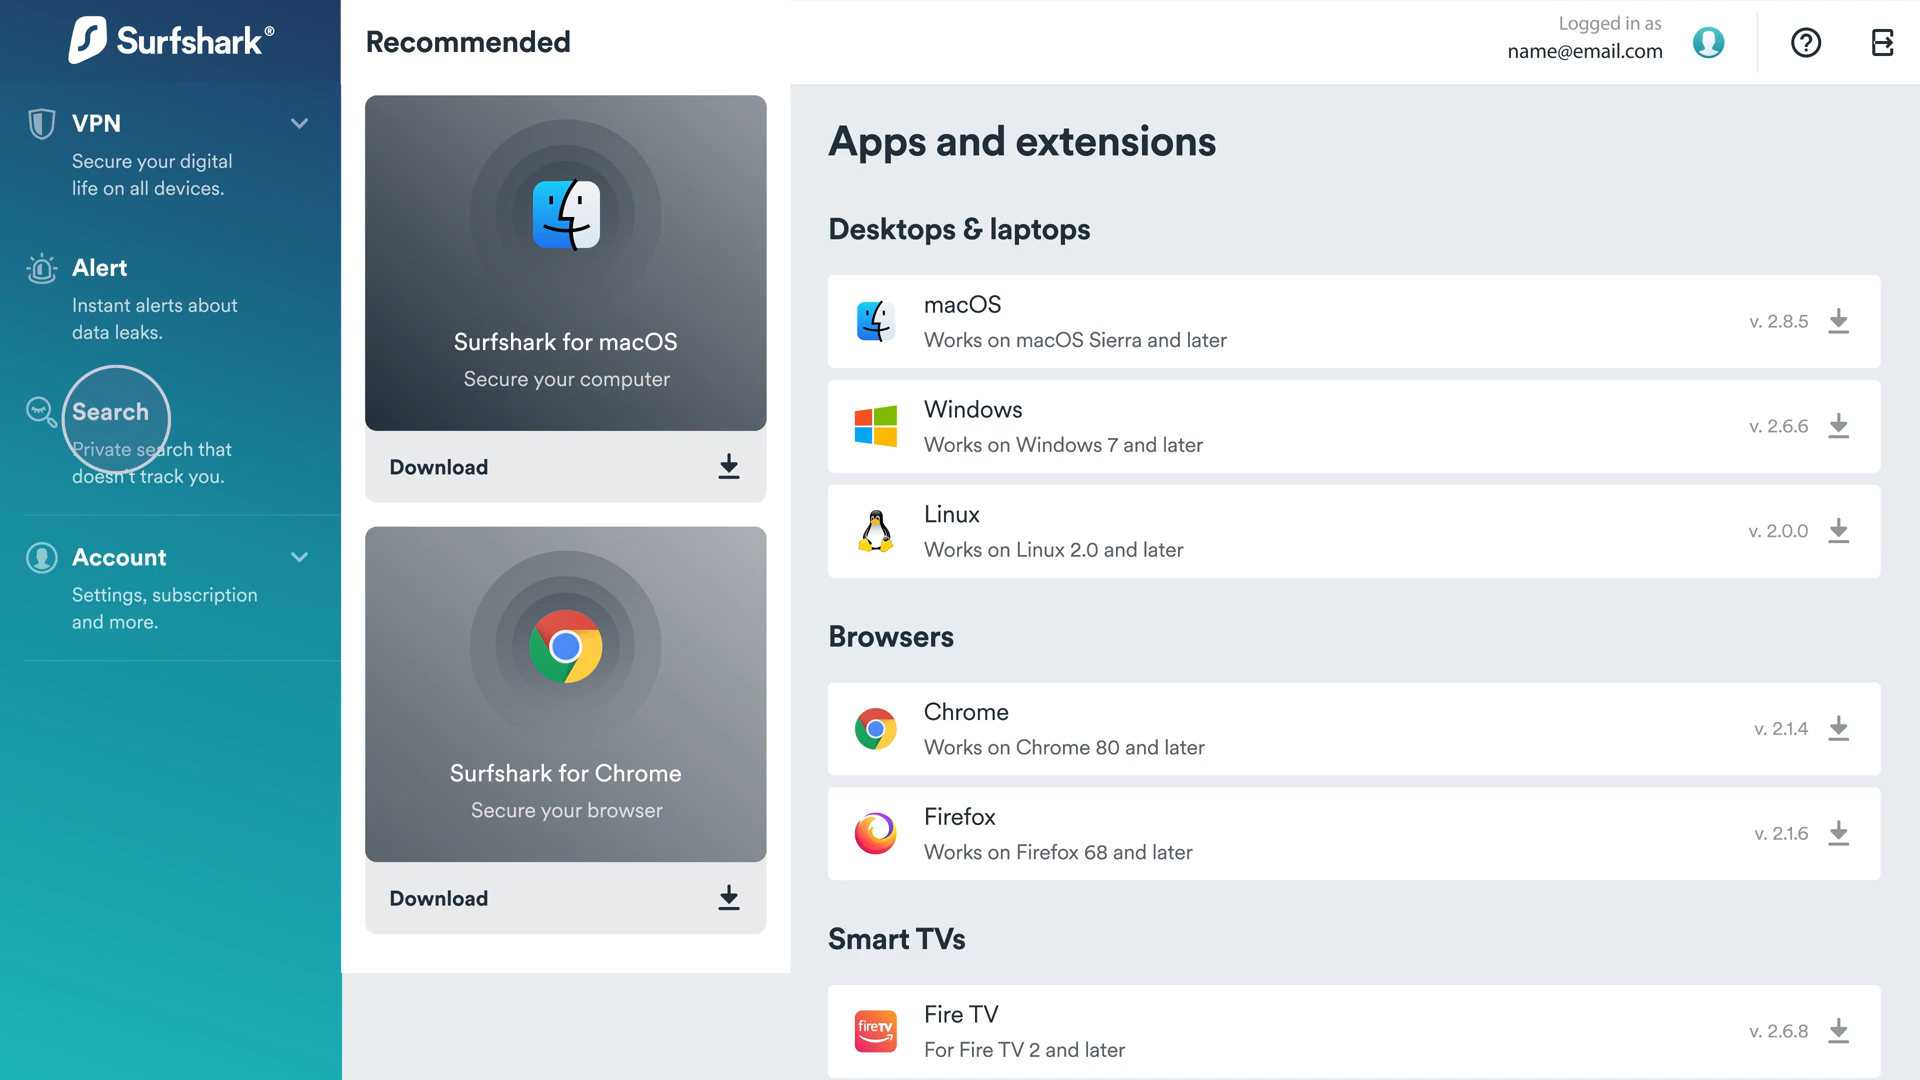 Surfshark®
VPN
Secure your digital
life on all devices.
Alert
Instant alerts about
data leaks.
Search
Private search that
doesn't track you.
Account
Settings, subscription
and more.
Recommended
Surfshark for macOS
Secure your computer
Download
Surfshark for Chrome
Secure your browser
Download
Logged in as
name@email.com
Apps and extensions
Desktops & laptops
macOS
Works on macOS Sierra and later
v. 2.8.5
Windows
Works on Windows 7 and later
v. 2.6.6
Linux
Works on Linux 2.0 and later
v. 2.0.0
Browsers
Chrome
Works on Chrome 80 and later
v. 2.1.4
Firefox
Works on Firefox 68 and later
v. 2.1.6
Smart TVs
fireTV
Fire TV
For Fire TV 2 and later
v. 2.6.8